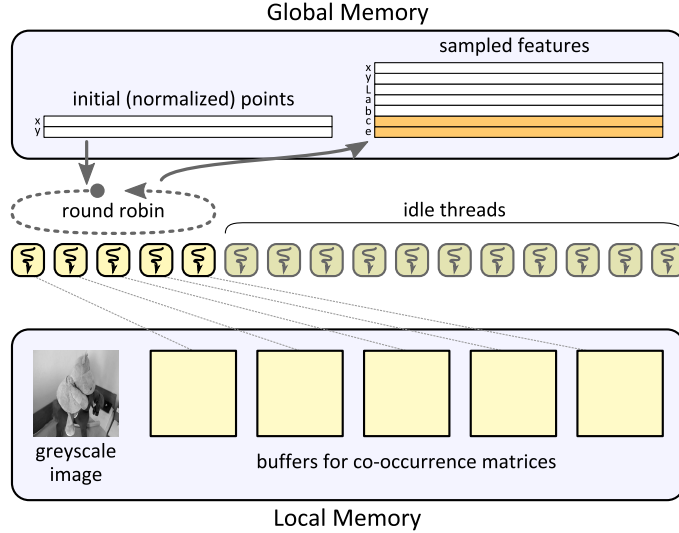 Global Memory
sampled features
x
y
L
a
b
c
e
initial (normalized) points
x
y
round robin
idle threads
greyscale
image
buffers for co-occurrence matrices
Local Memory